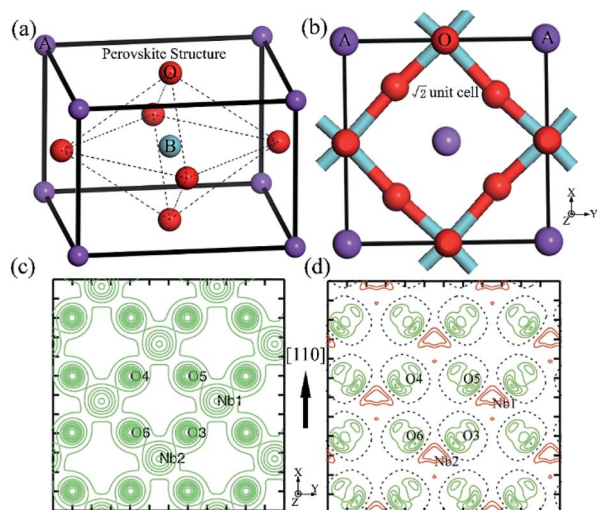 (a)
A
Perovskite Structure
O
B
(b)
A
O
A
√2 unit cell
X
Z
Y
(c)
O4
O5
Nb1
O6
O3
Nb2
[110]
X
Z
Y
(d)
O4
O5
Nb1
O6
O3
Nb2